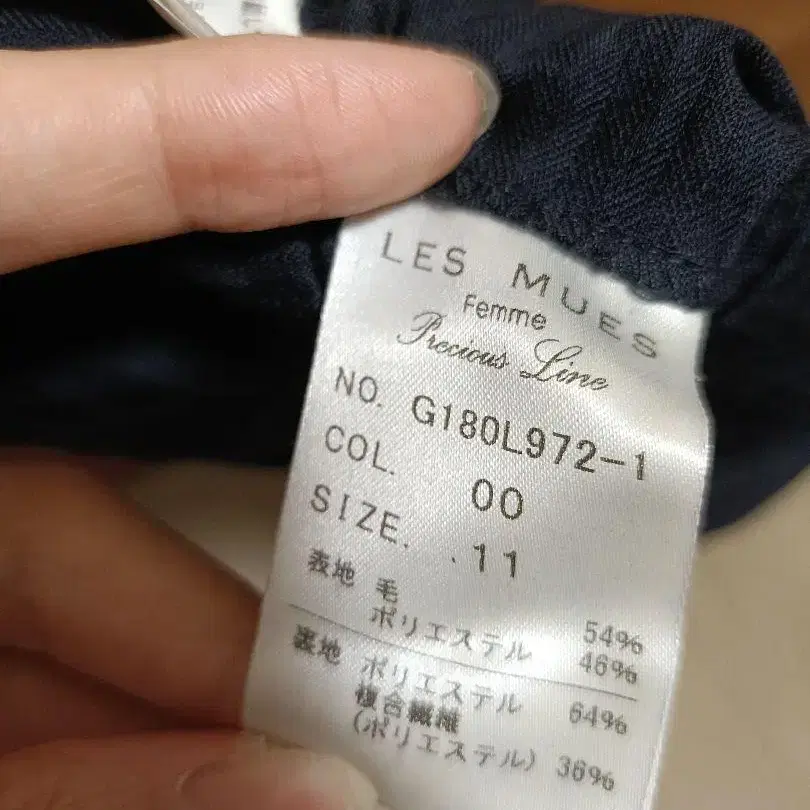 LES MUES
Femme
Precious Line
NO. G180L972-1
COL. 00
SIZE. .11
表地 毛 54%
ポリエステル 46%
裏地 ポリエステル 64%
複合繊維
(ポリエステル) 36%